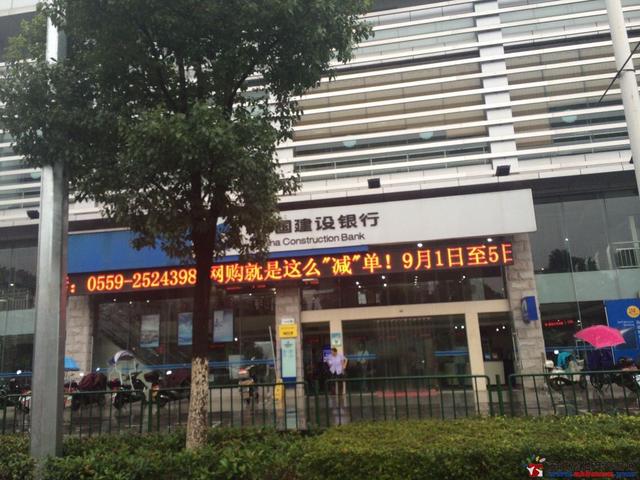 国建设银行
na Construction Bank
: 0559-2524398 网购就是这么"减"单！9月1日至5日